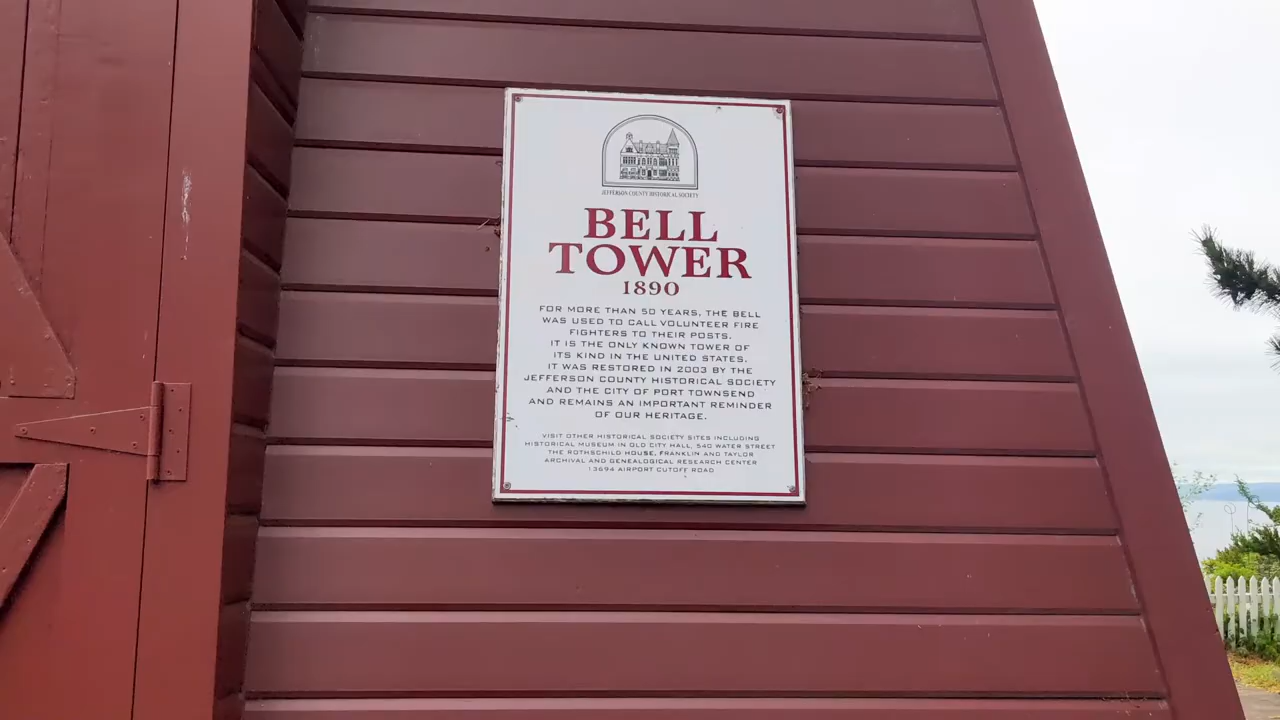 JEFFERSON COUNTY HISTORICAL SOCIETY
BELL
TOWER
1890
FOR MORE THAN 50 YEARS, THE BELL
WAS USED TO CALL VOLUNTEER FIRE
FIGHTERS TO THEIR POSTS.
IT IS THE ONLY KNOWN TOWER OF
ITS KIND IN THE UNITED STATES.
IT WAS RESTORED IN 2003 BY THE
JEFFERSON COUNTY HISTORICAL SOCIETY
AND THE CITY OF PORT TOWNSEND
AND REMAINS AN IMPORTANT REMINDER
OF OUR HERITAGE.
VISIT OTHER HISTORICAL SOCIETY SITES INCLUDING
HISTORICAL MUSEUM IN OLD CITY HALL, 540 WATER STREET
THE ROTHSCHILD HOUSE, FRANKLIN AND TAYLOR
ARCHIVAL AND GENEALOGICAL RESEARCH CENTER
13694 AIRPORT CUTOFF ROAD